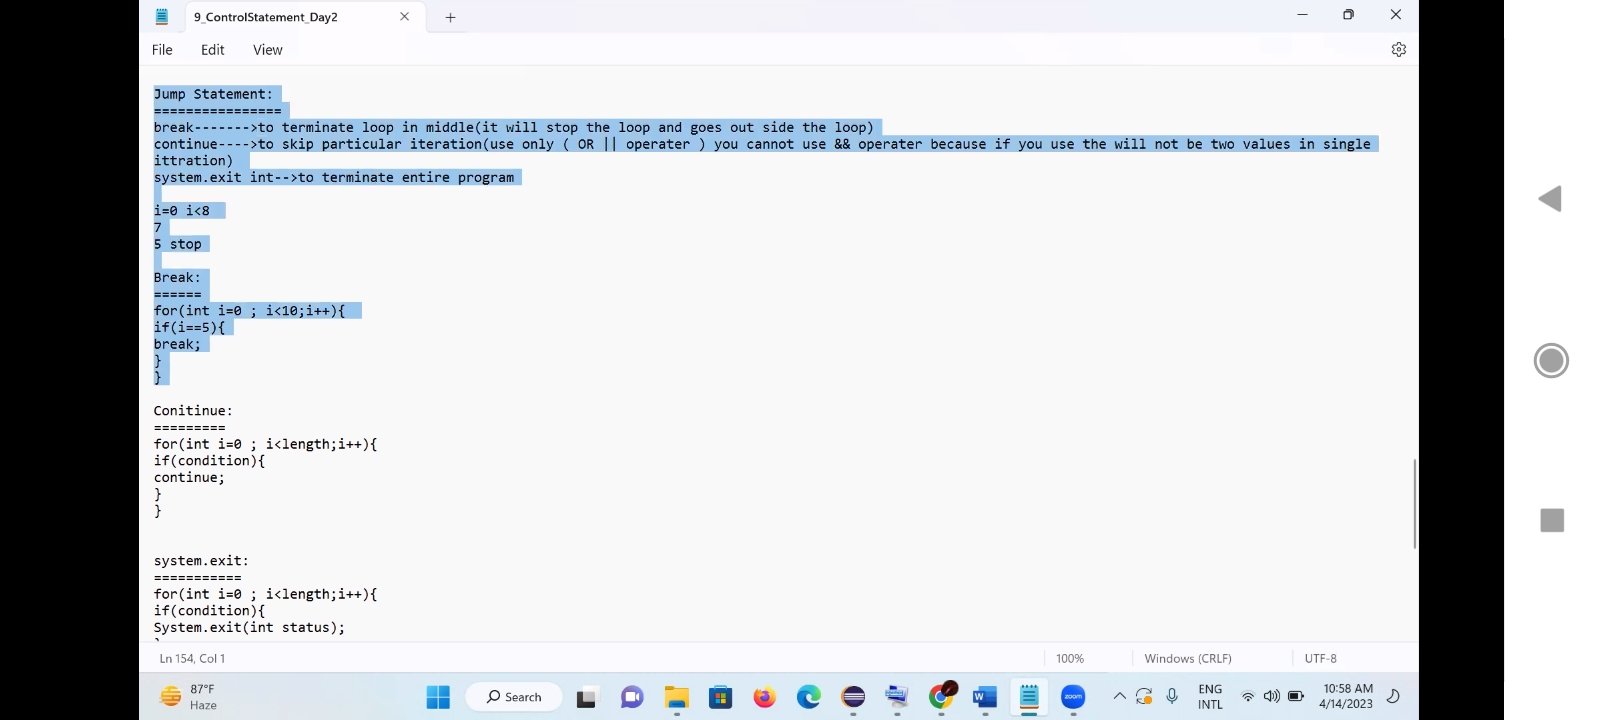 9_ControlStatement_Day2
File Edit View
Jump Statement:
================
break------->to terminate loop in middle(it will stop the loop and goes out side the loop)
continue---->to skip particular iteration(use only ( OR || operater ) you cannot use && operater because if you use the will not be two values in single
ittration)
system.exit int-->to terminate entire program
i=0 i<8
7
5 stop
Break:
======
for(int i=0 ; i<10;i++){
if(i==5){
break;
}
}
Conitinue:
=========
for(int i=0 ; i<length;i++){
if(condition){
continue;
}
}
system.exit:
===========
for(int i=0 ; i<length;i++){
if(condition){
System.exit(int status);
Ln 154, Col 1 100% Windows (CRLF) UTF-8
87°F
Haze
Search
zoom
ENG
INTL
10:58 AM
4/14/2023